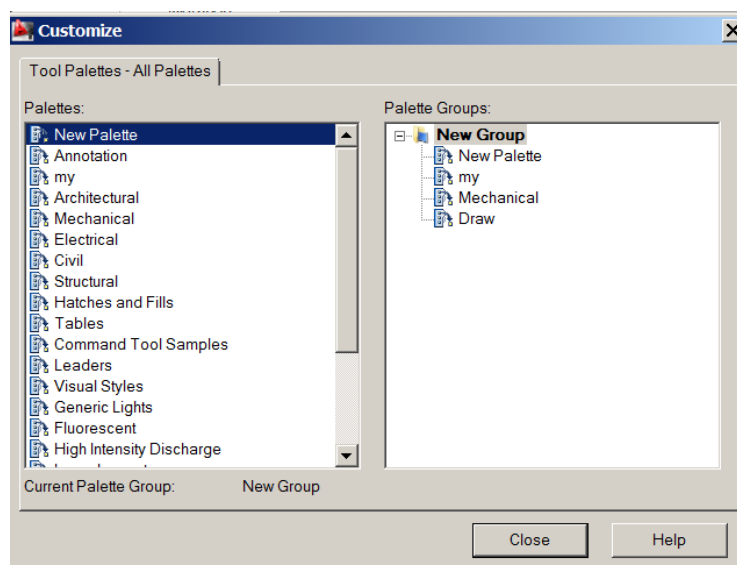 Customize
Tool Palettes - All Palettes
Palettes:
New Palette
Annotation
my
Architectural
Mechanical
Electrical
Civil
Structural
Hatches and Fills
Tables
Command Tool Samples
Leaders
Visual Styles
Generic Lights
Fluorescent
High Intensity Discharge
Palette Groups:
New Group
New Palette
my
Mechanical
Draw
Current Palette Group: New Group
Close Help